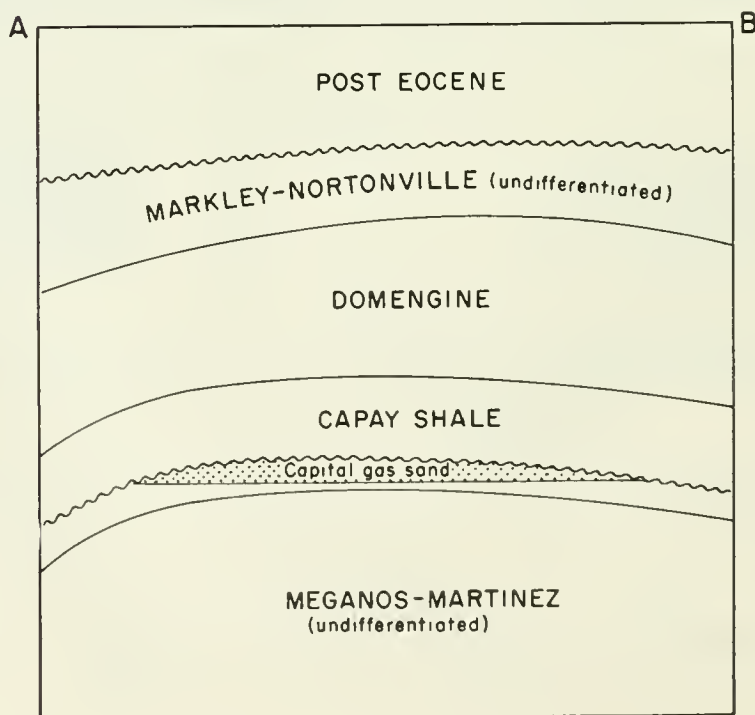 A B
POST EOCENE
MARKLEY-NORTONVILLE (undifferentiated)
DOMENGINE
CAPAY SHALE
Capital gas sand
MEGANOS-MARTINEZ
(undifferentiated)